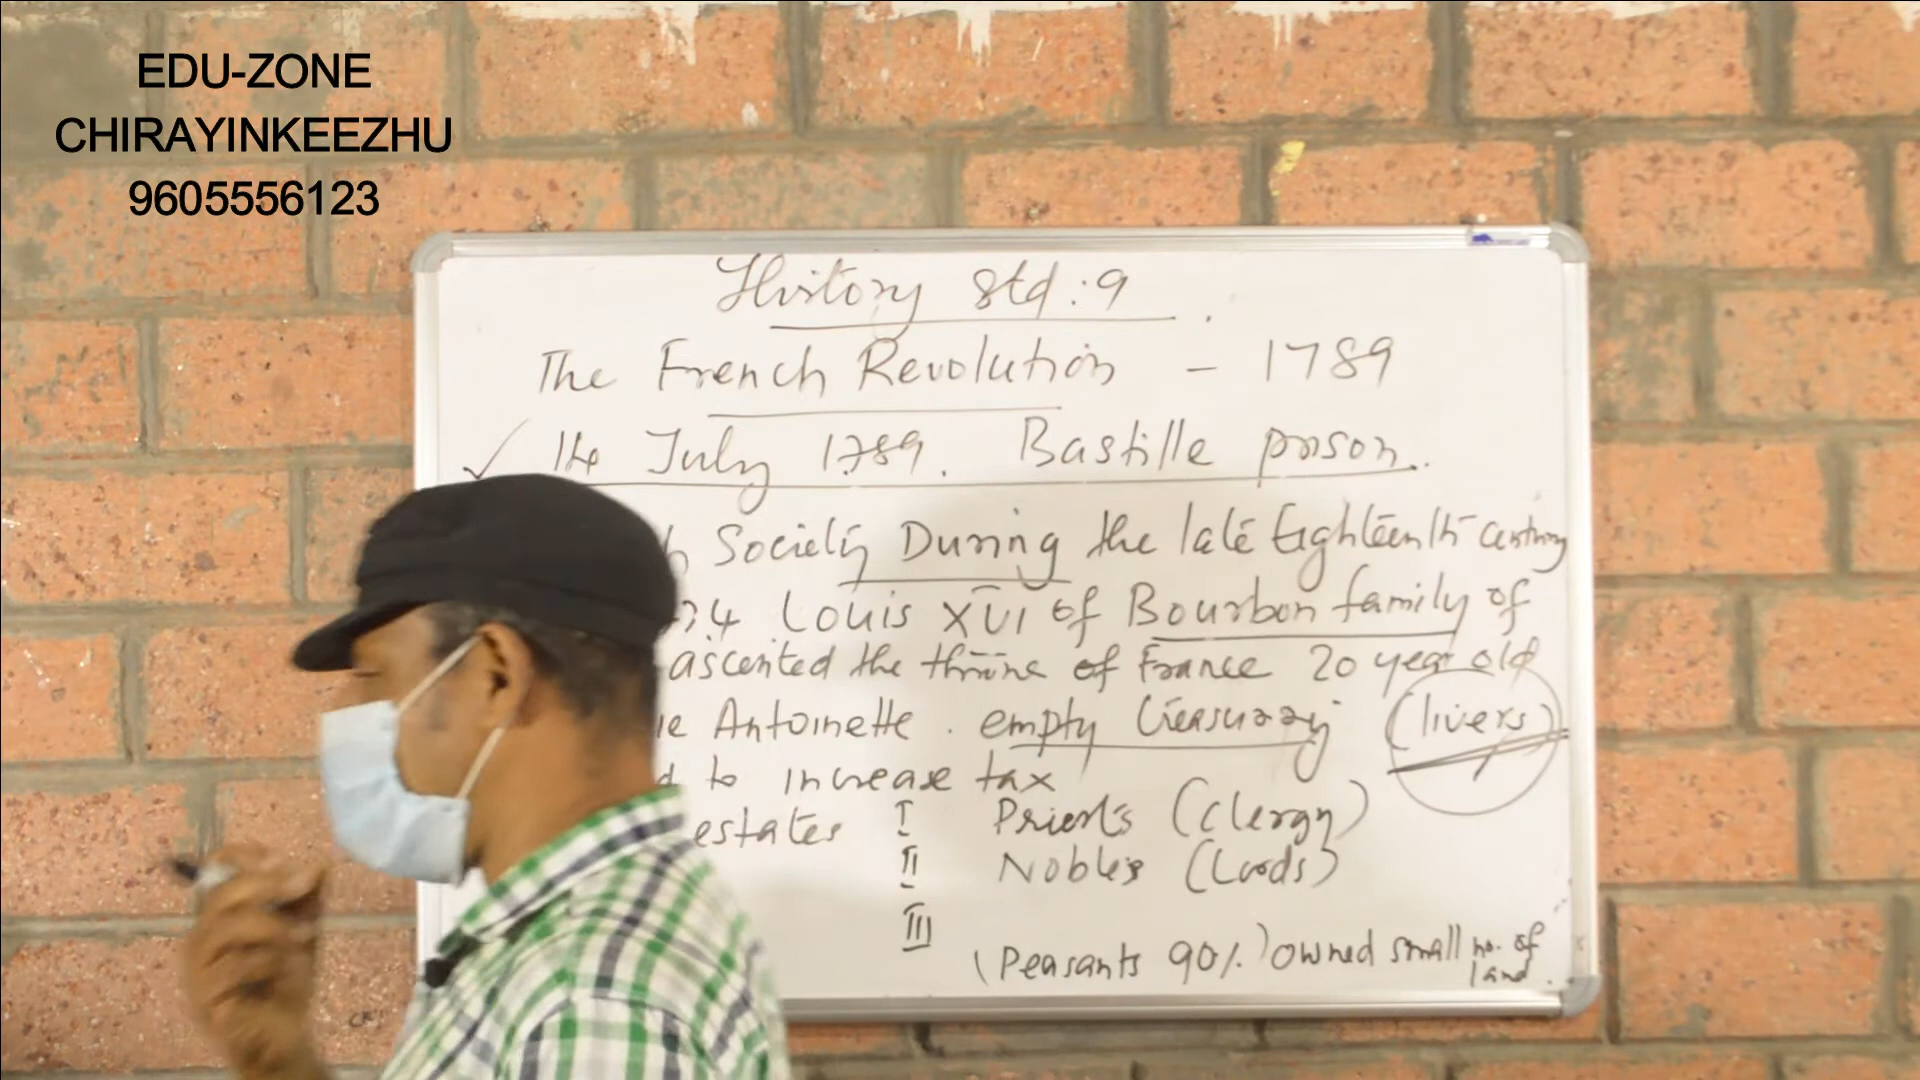 EDU-ZONE
CHIRAYINKEEZHU
9605556123
History Std: 9
The French Revolution - 1789
14 July 1789. Bastille prison.
Society During the late Eighteenth century
Louis XVI of Bourbon family of
ascented the throne of France 20 year old
Antoinette. empty treasurary (livers)
to increase tax
estates I Priests (clergy)
II Nobles (Lords)
III
(Peasants 90%) owned small no. of land.